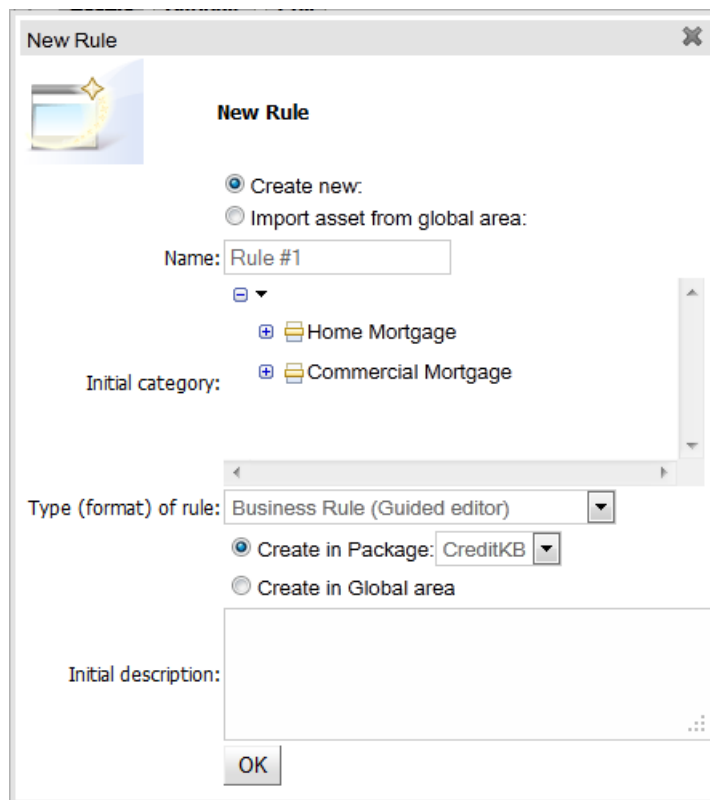 New Rule
New Rule
Create new:
Import asset from global area:
Name: Rule #1
Home Mortgage
Commercial Mortgage
Initial category:
Type (format) of rule: Business Rule (Guided editor)
Create in Package: CreditKB
Create in Global area
Initial description:
OK